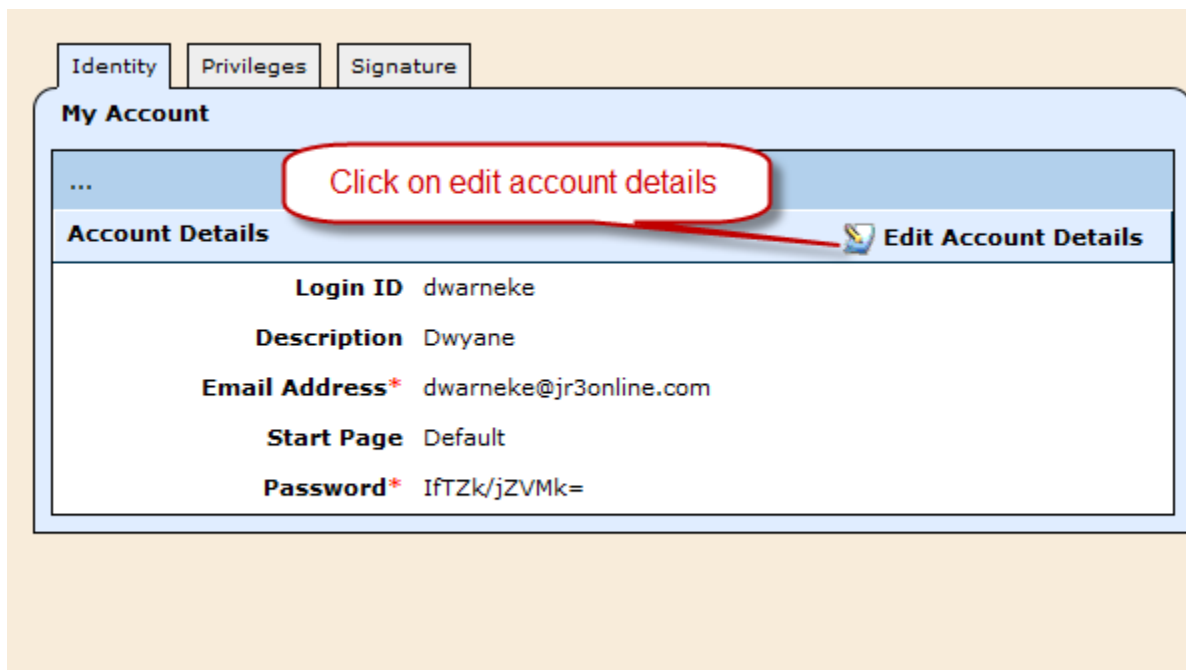 Identity Privileges Signature
My Account
...
Click on edit account details
Account Details Edit Account Details
Login ID dwarneke
Description Dwyane
Email Address* dwarneke@jr3online.com
Start Page Default
Password* IfTZk/jZVMk=